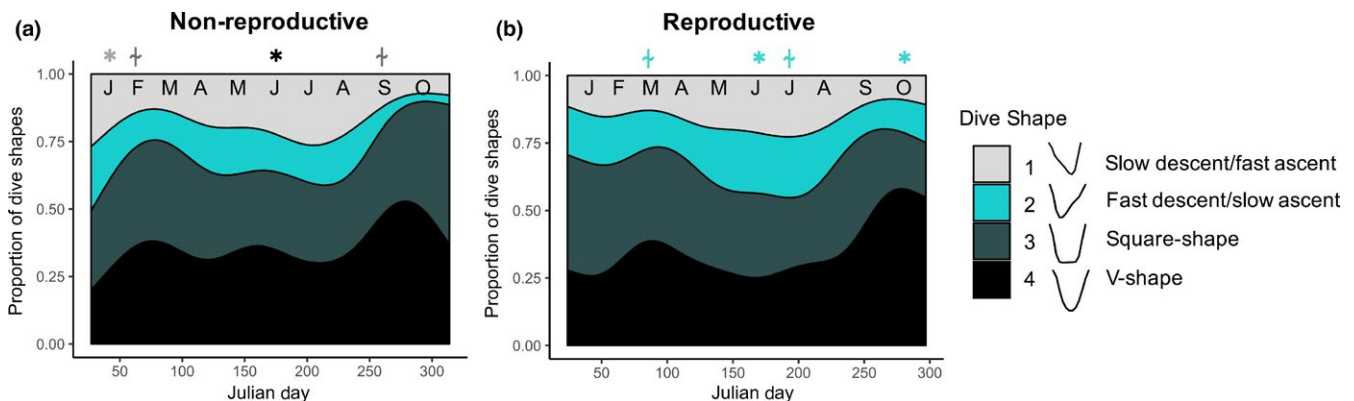 (a)
Non-reproductive
* ∤ * ∤
J F M A M J J A S O
1.00
0.75
0.50
0.25
0.00
Proportion of dive shapes
50 100 150 200 250 300
Julian day
(b)
Reproductive
∤ * ∤ *
J F M A M J J A S O
1.00
0.75
0.50
0.25
0.00
Proportion of dive shapes
50 100 150 200 250 300
Julian day
Dive Shape
1 Slow descent/fast ascent
2 Fast descent/slow ascent
3 Square-shape
4 V-shape